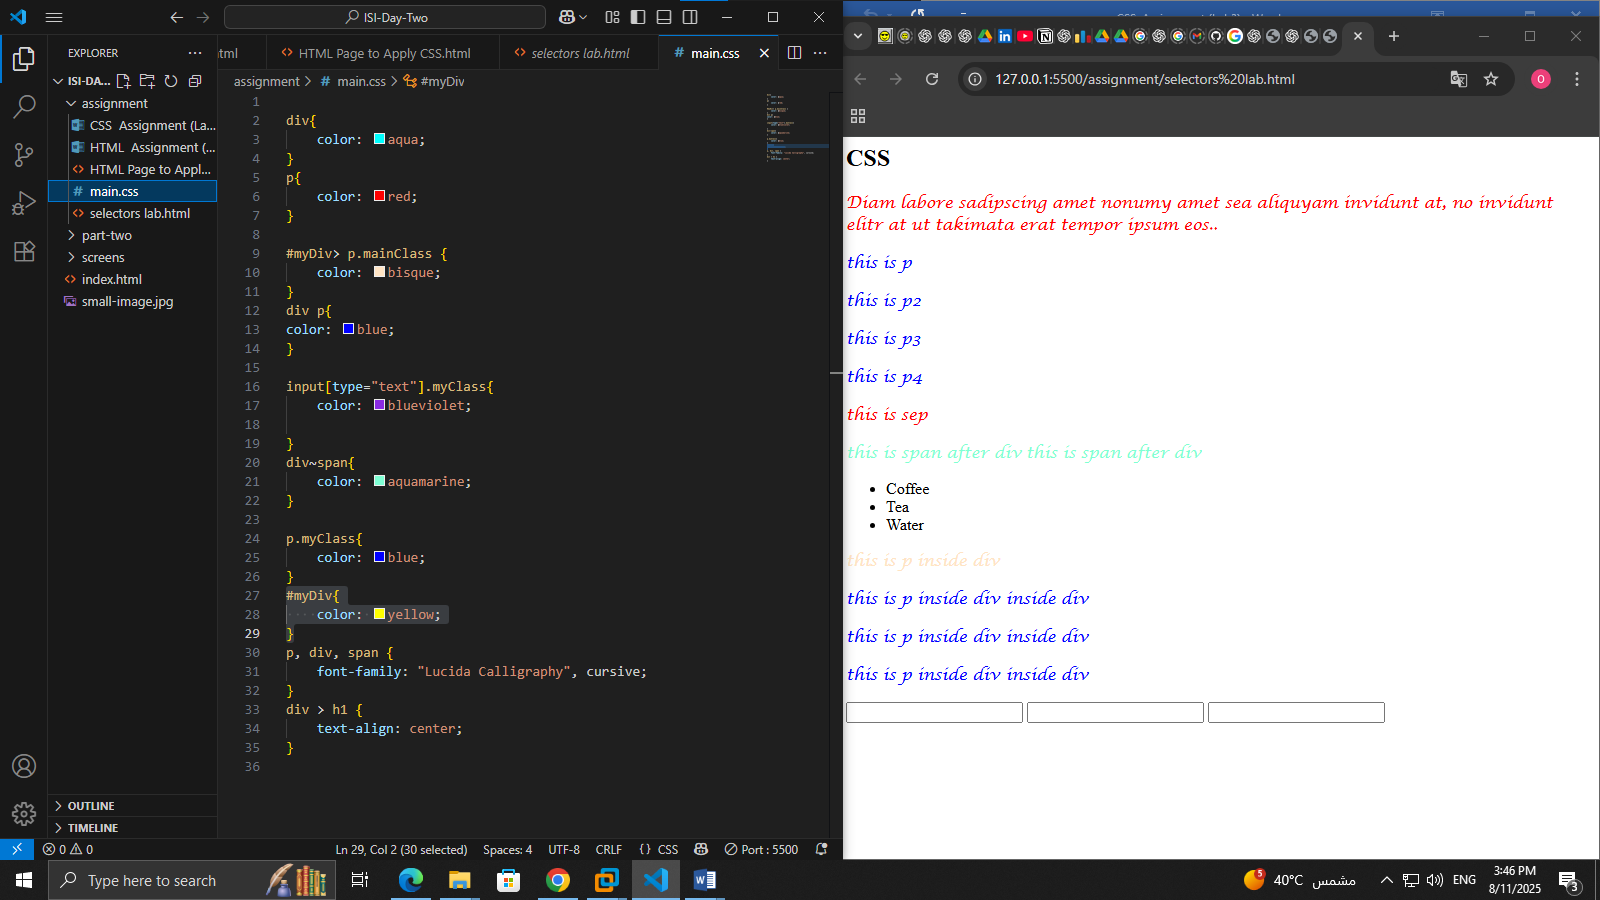 ISI-Day-Two
EXPLORER
ISI-DA...
assignment
CSS Assignment (La...
HTML Assignment (...
HTML Page to Appl...
main.css
selectors lab.html
part-two
screens
index.html
small-image.jpg
OUTLINE
TIMELINE
tml
HTML Page to Apply CSS.html
selectors lab.html
main.css
assignment > main.css > #myDiv
1
2 div{
3 color: aqua;
4 }
5 p{
6 color: red;
7 }
8
9 #myDiv> p.mainClass {
10 color: bisque;
11 }
12 div p{
13 color: blue;
14 }
15
16 input[type="text"].myClass{
17 color: blueviolet;
18
19 }
20 div~span{
21 color: aquamarine;
22 }
23
24 p.myClass{
25 color: blue;
26 }
27 #myDiv{
28 color: yellow;
29 }
30 p, div, span {
31 font-family: "Lucida Calligraphy", cursive;
32 }
33 div > h1 {
34 text-align: center;
35 }
36
0 0
Ln 29, Col 2 (30 selected)
Spaces: 4
UTF-8
CRLF
{} CSS
Port : 5500
127.0.0.1:5500/assignment/selectors%20lab.html
O
CSS
Diam labore sadipscing amet nonumy amet sea aliquyam invidunt at, no invidunt
elitr at ut takimata erat tempor ipsum eos..
this is p
this is p2
this is p3
this is p4
this is sep
this is span after div this is span after div
• Coffee
• Tea
• Water
this is p inside div
this is p inside div inside div
this is p inside div inside div
this is p inside div inside div
Type here to search
5
40°C مشمس
ENG
3:46 PM
8/11/2025
3